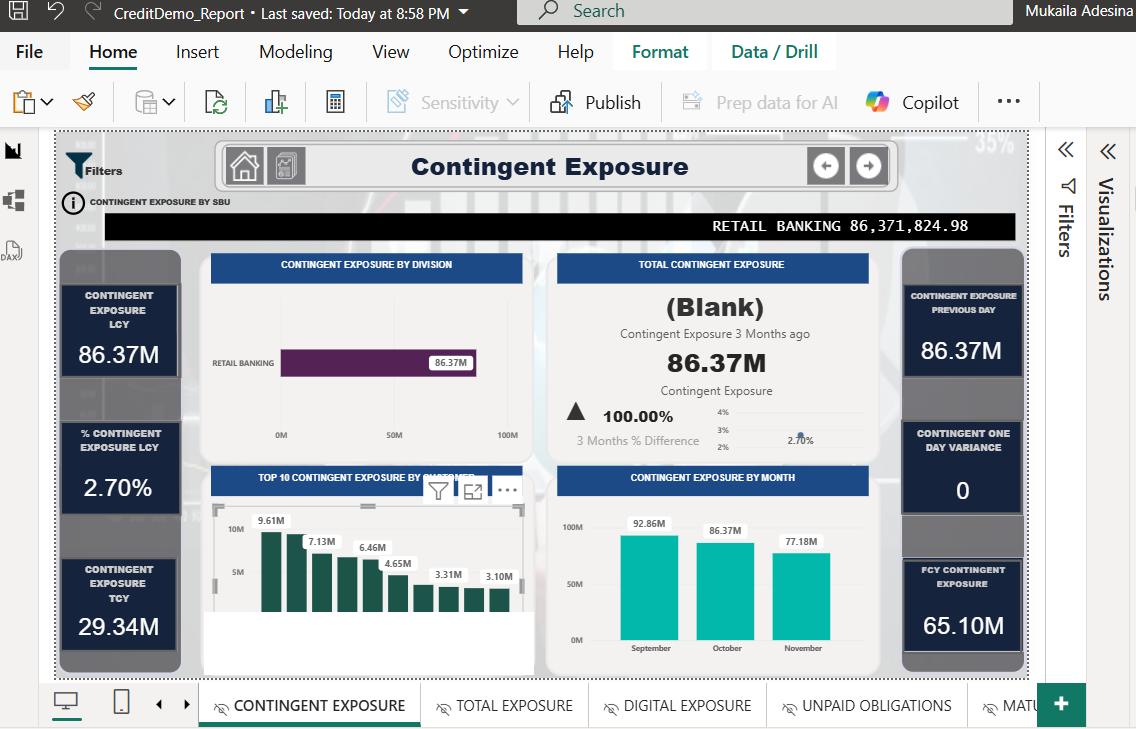 CreditDemo_Report • Last saved: Today at 8:58 PM
Search
Mukaila Adesina
File
Home
Insert
Modeling
View
Optimize
Help
Format
Data / Drill
Sensitivity
Publish
Prep data for AI
Copilot
Filters
Contingent Exposure
35%
CONTINGENT EXPOSURE BY SBU
RETAIL BANKING 86,371,824.98
CONTINGENT
EXPOSURE
LCY
86.37M
% CONTINGENT
EXPOSURE LCY
2.70%
CONTINGENT
EXPOSURE
TCY
29.34M
CONTINGENT EXPOSURE BY DIVISION
RETAIL BANKING
86.37M
0M
50M
100M
TOTAL CONTINGENT EXPOSURE
(Blank)
Contingent Exposure 3 Months ago
86.37M
Contingent Exposure
100.00%
3 Months % Difference
4%
3%
2%
2.70%
TOP 10 CONTINGENT EXPOSURE BY CUSTOMER
10M
5M
9.61M
7.13M
6.46M
4.65M
3.31M
3.10M
CONTINGENT EXPOSURE BY MONTH
100M
50M
0M
92.86M
86.37M
77.18M
September
October
November
CONTINGENT EXPOSURE
PREVIOUS DAY
86.37M
CONTINGENT ONE
DAY VARIANCE
0
FCY CONTINGENT
EXPOSURE
65.10M
Filters
Visualizations
DAX
CONTINGENT EXPOSURE
TOTAL EXPOSURE
DIGITAL EXPOSURE
UNPAID OBLIGATIONS
MATU